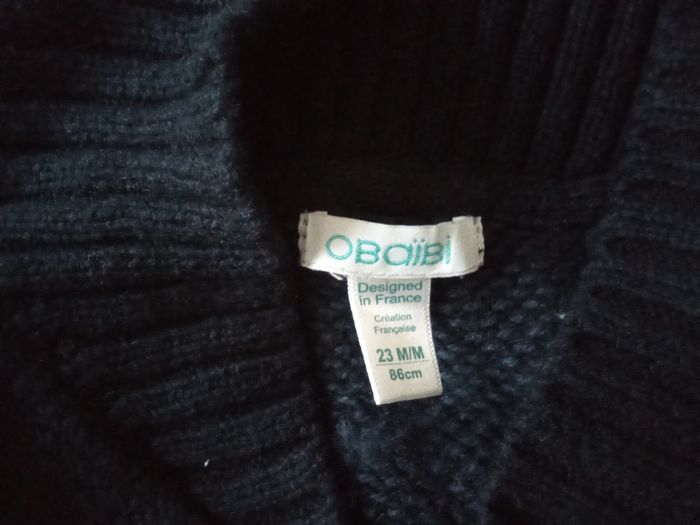 OBaïBi
Designed
in France
Création
Française
23 M/M
86cm